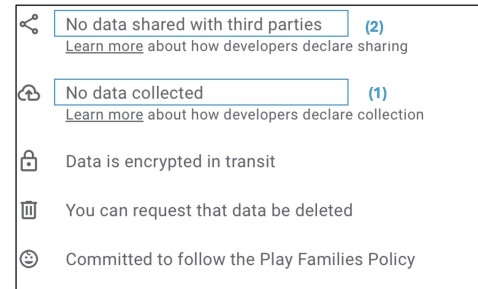 No data shared with third parties (2)
Learn more about how developers declare sharing
No data collected (1)
Learn more about how developers declare collection
Data is encrypted in transit
You can request that data be deleted
Committed to follow the Play Families Policy